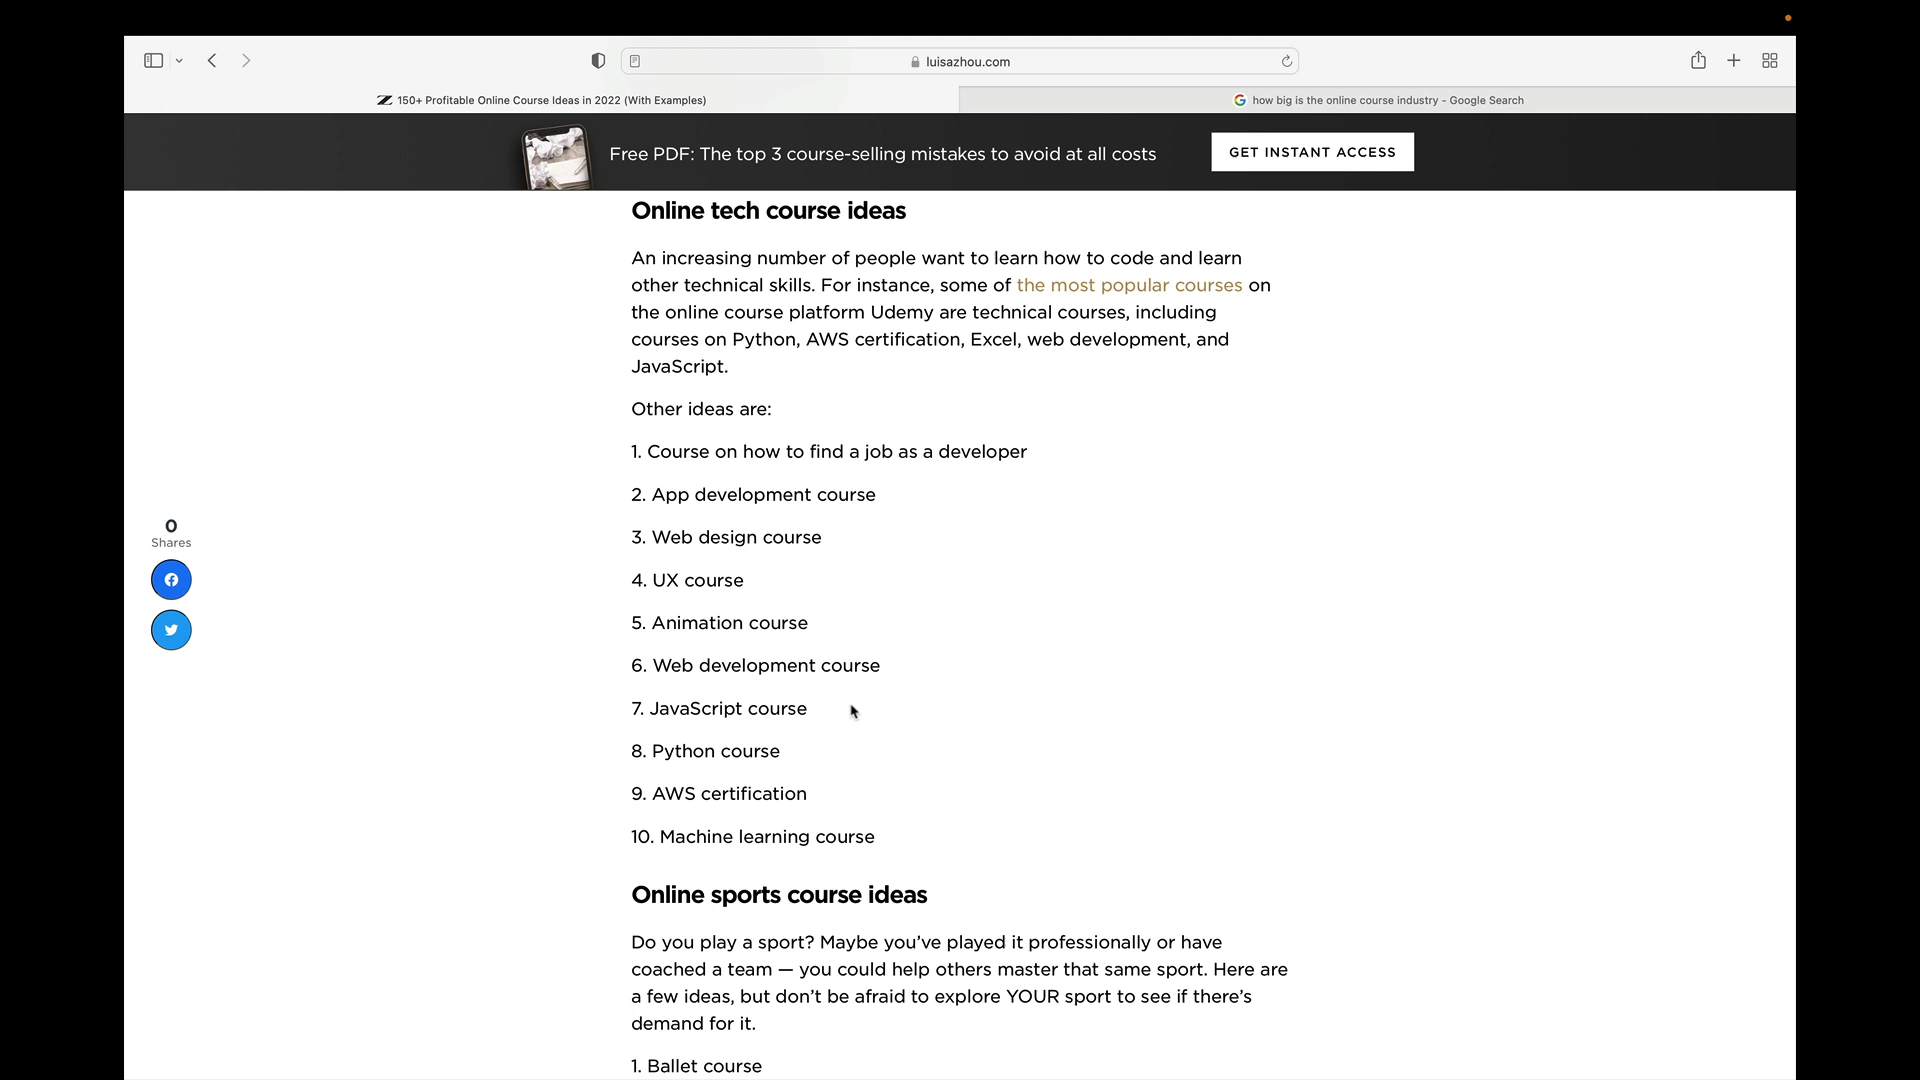 luisazhou.com
150+ Profitable Online Course Ideas in 2022 (With Examples)
how big is the online course industry - Google Search
Free PDF: The top 3 course-selling mistakes to avoid at all costs
GET INSTANT ACCESS
Online tech course ideas
An increasing number of people want to learn how to code and learn
other technical skills. For instance, some of the most popular courses on
the online course platform Udemy are technical courses, including
courses on Python, AWS certification, Excel, web development, and
JavaScript.
Other ideas are:
1. Course on how to find a job as a developer
2. App development course
3. Web design course
4. UX course
5. Animation course
6. Web development course
7. JavaScript course
8. Python course
9. AWS certification
10. Machine learning course
0
Shares
Online sports course ideas
Do you play a sport? Maybe you’ve played it professionally or have
coached a team — you could help others master that same sport. Here are
a few ideas, but don’t be afraid to explore YOUR sport to see if there’s
demand for it.
1. Ballet course